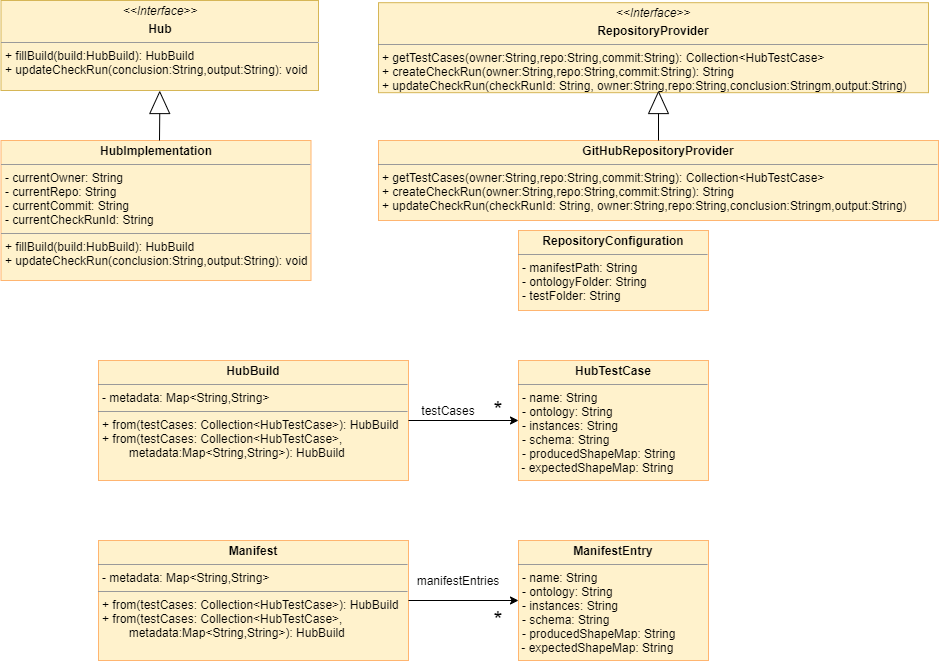 <<Interface>>
Hub
+ fillBuild(build:HubBuild): HubBuild
+ updateCheckRun(conclusion:String,output:String): void
<<Interface>>
RepositoryProvider
+ getTestCases(owner:String,repo:String,commit:String): Collection<HubTestCase>
+ createCheckRun(owner:String,repo:String,commit:String): String
+ updateCheckRun(checkRunId: String, owner:String,repo:String,conclusion:Stringm,output:String)
HubImplementation
- currentOwner: String
- currentRepo: String
- currentCommit: String
- currentCheckRunId: String
+ fillBuild(build:HubBuild): HubBuild
+ updateCheckRun(conclusion:String,output:String): void
GitHubRepositoryProvider
+ getTestCases(owner:String,repo:String,commit:String): Collection<HubTestCase>
+ createCheckRun(owner:String,repo:String,commit:String): String
+ updateCheckRun(checkRunId: String, owner:String,repo:String,conclusion:Stringm,output:String)
RepositoryConfiguration
- manifestPath: String
- ontologyFolder: String
- testFolder: String
HubBuild
- metadata: Map<String,String>
+ from(testCases: Collection<HubTestCase>): HubBuild
+ from(testCases: Collection<HubTestCase>,
metadata:Map<String,String>): HubBuild
testCases
*
HubTestCase
- name: String
- ontology: String
- instances: String
- schema: String
- producedShapeMap: String
- expectedShapeMap: String
Manifest
- metadata: Map<String,String>
+ from(testCases: Collection<HubTestCase>): HubBuild
+ from(testCases: Collection<HubTestCase>,
metadata:Map<String,String>): HubBuild
manifestEntries
*
ManifestEntry
- name: String
- ontology: String
- instances: String
- schema: String
- producedShapeMap: String
- expectedShapeMap: String